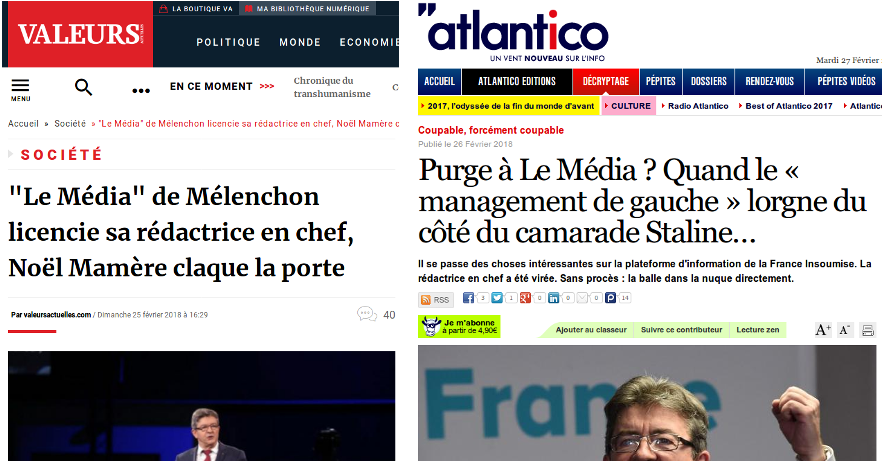 LA BOUTIQUE VA
MA BIBLIOTHÈQUE NUMÉRIQUE
VALEURS
POLITIQUE MONDE ECONOMIE
MENU
EN CE MOMENT >>>
Chronique du
transhumanisme
C
Accueil » Société » "Le Média" de Mélenchon licencie sa rédactrice en chef, Noël Mamère c
SOCIÉTÉ
"Le Média" de Mélenchon
licencie sa rédactrice en chef,
Noël Mamère claque la porte
Par valeursactuelles.com / Dimanche 25 février 2018 à 16:29
40
atlantico
UN VENT NOUVEAU SUR L'INFO
Mardi 27 Février
ACCUEIL ATLANTICO EDITIONS DÉCRYPTAGE PÉPITES DOSSIERS RENDEZ-VOUS PÉPITES VIDÉOS
2017, l'odyssée de la fin du monde d'avant CULTURE Radio Atlantico Best of Atlantico 2017 Atlantic
Coupable, forcément coupable
Publié le 26 Février 2018
Purge à Le Média ? Quand le «
management de gauche » lorgne du
côté du camarade Staline...
Il se passe des choses intéressantes sur la plateforme d'information de la France Insoumise. La
rédactrice en chef a été virée. Sans procès : la balle dans la nuque directement.
RSS 3 1 0 0 0 14
Je m'abonne
à partir de 4,90€
Ajouter au classeur Suivre ce contributeur Lecture zen
A+ A-
France